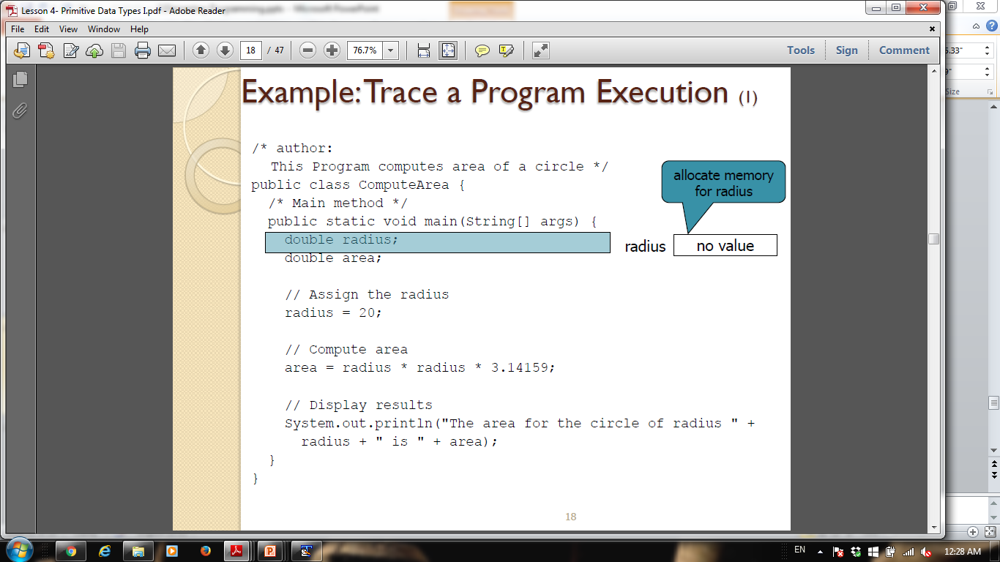 Lesson 4- Primitive Data Types I.pdf - Adobe Reader
File Edit View Window Help
18 / 47 76.7% Tools Sign Comment
Example: Trace a Program Execution (1)
/* author:
This Program computes area of a circle */
public class ComputeArea {
/* Main method */
public static void main(String[] args) {
double radius;
double area;
// Assign the radius
radius = 20;
// Compute area
area = radius * radius * 3.14159;
// Display results
System.out.println("The area for the circle of radius " +
radius + " is " + area);
}
}
allocate memory
for radius
radius no value
18
Size
EN 12:28 AM